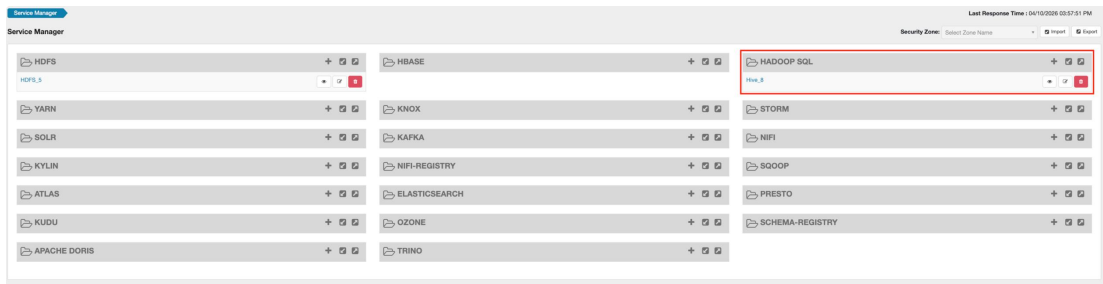 Service Manager
Last Response Time : 04/10/2026 03:57:51 PM
Service Manager
Security Zone: Select Zone Name Import Export
HDFS HBASE HADOOP SQL
HDFS_5 Hive_8
YARN KNOX STORM
SOLR KAFKA NIFI
KYLIN NIFI-REGISTRY SQOOP
ATLAS ELASTICSEARCH PRESTO
KUDU OZONE SCHEMA-REGISTRY
APACHE DORIS TRINO